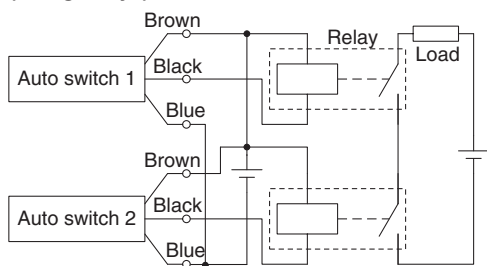 Brown
Relay
Load
Black
Auto switch 1
Blue
Brown
Black
Auto switch 2
Blue